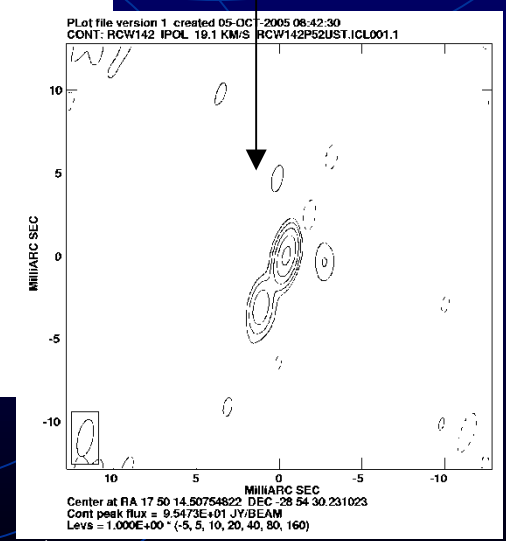 PLot file version 1 created 05-OCT-2005 08:42:30
CONT: RCW142 IPOL 19.1 KM/S RCW142P52UST.ICL001.1
10
5
0
-5
-10
MilliARC SEC
10 5 0 -5 -10
MilliARC SEC
Center at RA 17 50 14.50754822 DEC -28 54 30.231023
Cont peak flux = 9.5473E+01 JY/BEAM
Levs = 1.000E+00 * (-5, 5, 10, 20, 40, 80, 160)